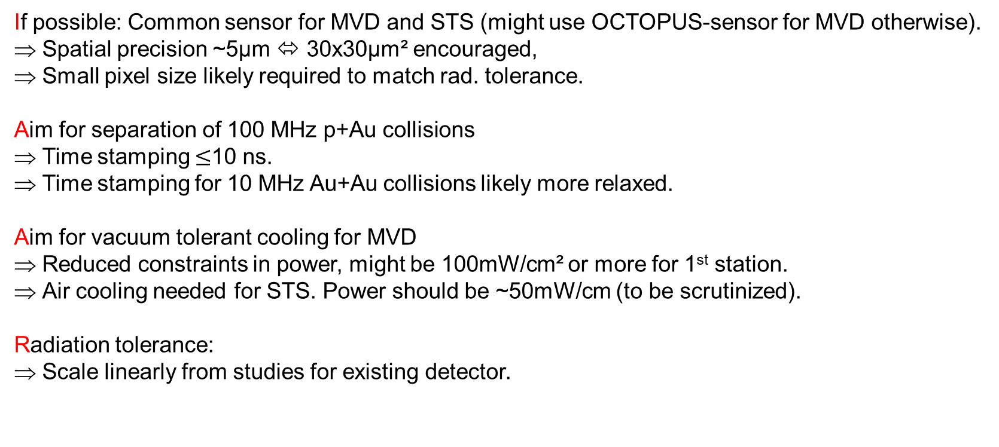 If possible: Common sensor for MVD and STS (might use OCTOPUS-sensor for MVD otherwise).
⇒ Spatial precision ~5µm ⬄ 30x30µm² encouraged,
⇒ Small pixel size likely required to match rad. tolerance.
Aim for separation of 100 MHz p+Au collisions
⇒ Time stamping ≤10 ns.
⇒ Time stamping for 10 MHz Au+Au collisions likely more relaxed.
Aim for vacuum tolerant cooling for MVD
⇒ Reduced constraints in power, might be 100mW/cm² or more for 1st station.
⇒ Air cooling needed for STS. Power should be ~50mW/cm (to be scrutinized).
Radiation tolerance:
⇒ Scale linearly from studies for existing detector.